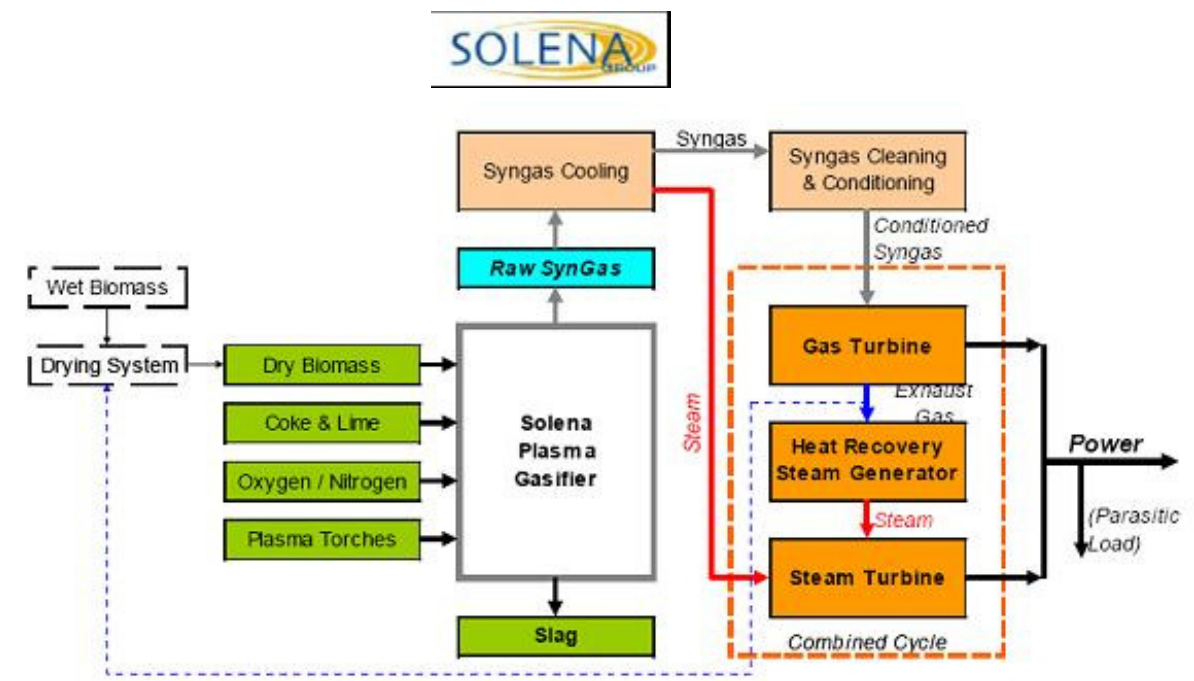 SOLENA
GROUP
Syngas
Syngas Cooling
Syngas Cleaning
& Conditioning
Conditioned
Syngas
Raw SynGas
Wet Biomass
Drying System
Dry Biomass
Coke & Lime
Oxygen / Nitrogen
Plasma Torches
Solena
Plasma
Gasifier
Slag
Steam
Gas Turbine
Exhaust
Gas
Heat Recovery
Steam Generator
Steam
Steam Turbine
Combined Cycle
Power
(Parasitic
Load)